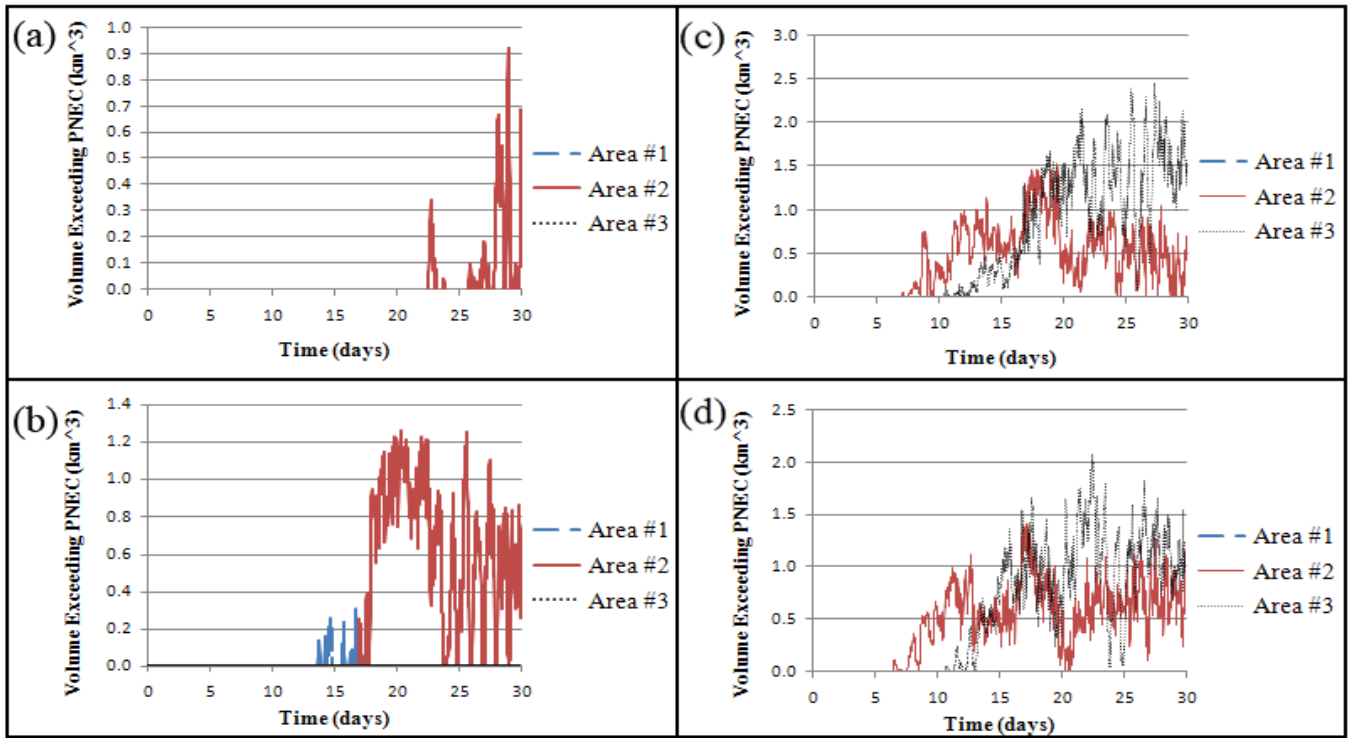 (a)
Volume Exceeding PNEC (km^3)
1.0
0.9
0.8
0.7
0.6
0.5
0.4
0.3
0.2
0.1
0.0
0 5 10 15 20 25 30
Time (days)
Area #1
Area #2
Area #3
(b)
Volume Exceeding PNEC (km^3)
1.4
1.2
1.0
0.8
0.6
0.4
0.2
0.0
0 5 10 15 20 25 30
Time (days)
Area #1
Area #2
Area #3
(c)
Volume Exceeding PNEC (km^3)
3.0
2.5
2.0
1.5
1.0
0.5
0.0
0 5 10 15 20 25 30
Time (days)
Area #1
Area #2
Area #3
(d)
Volume Exceeding PNEC (km^3)
2.5
2.0
1.5
1.0
0.5
0.0
0 5 10 15 20 25 30
Time (days)
Area #1
Area #2
Area #3